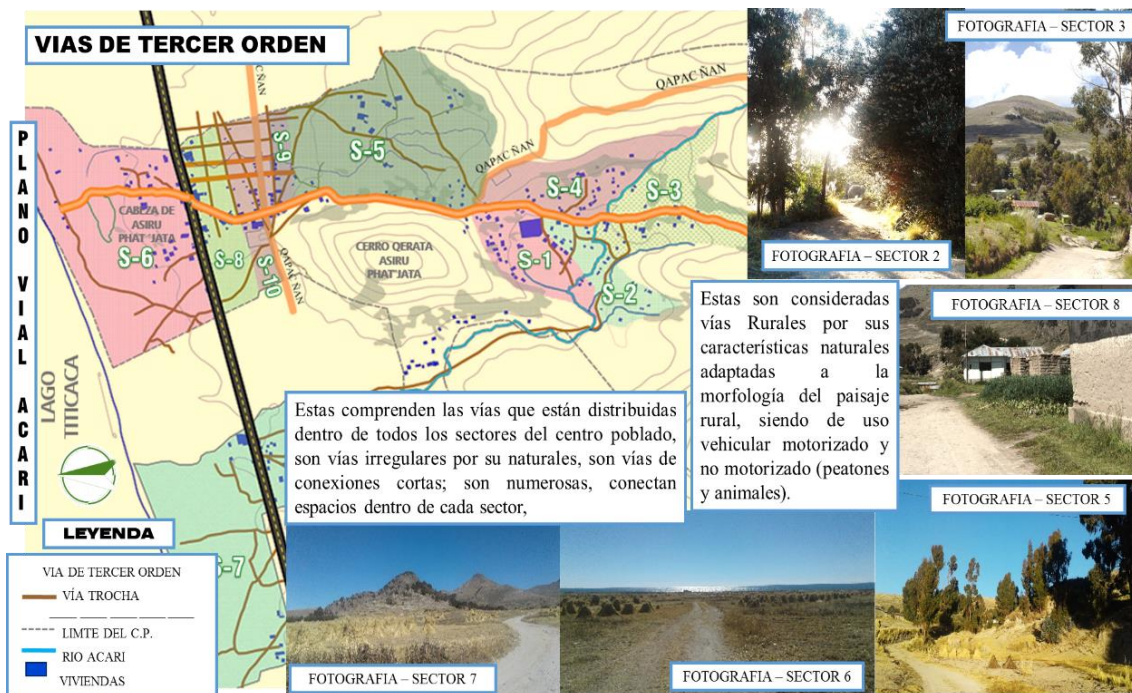 VIAS DE TERCER ORDEN
PLANO VIAL ACARI
QAPAC ÑAN
QAPAC ÑAN
QAPAC ÑAN
QAPAC ÑAN
S-9
S-5
S-4
S-3
CABEZA DE
ASIRU
PHAT'JATA
S-6
S-8
S-10
CERRO QERATA
ASIRU
PHAT'JATA
S-1
S-2
LAGO
TITICACA
S-7
FOTOGRAFIA – SECTOR 3
FOTOGRAFIA – SECTOR 2
FOTOGRAFIA – SECTOR 8
Estas son consideradas
vías Rurales por sus
características naturales
adaptadas a la
morfología del paisaje
rural, siendo de uso
vehicular motorizado y
no motorizado (peatones
y animales).
Estas comprenden las vías que están distribuidas
dentro de todos los sectores del centro poblado,
son vías irregulares por su naturales, son vías de
conexiones cortas; son numerosas, conectan
espacios dentro de cada sector,
FOTOGRAFIA – SECTOR 5
LEYENDA
VIA DE TERCER ORDEN
VÍA TROCHA
LIMTE DEL C.P.
RIO ACARI
VIVIENDAS
FOTOGRAFIA – SECTOR 7
FOTOGRAFIA – SECTOR 6